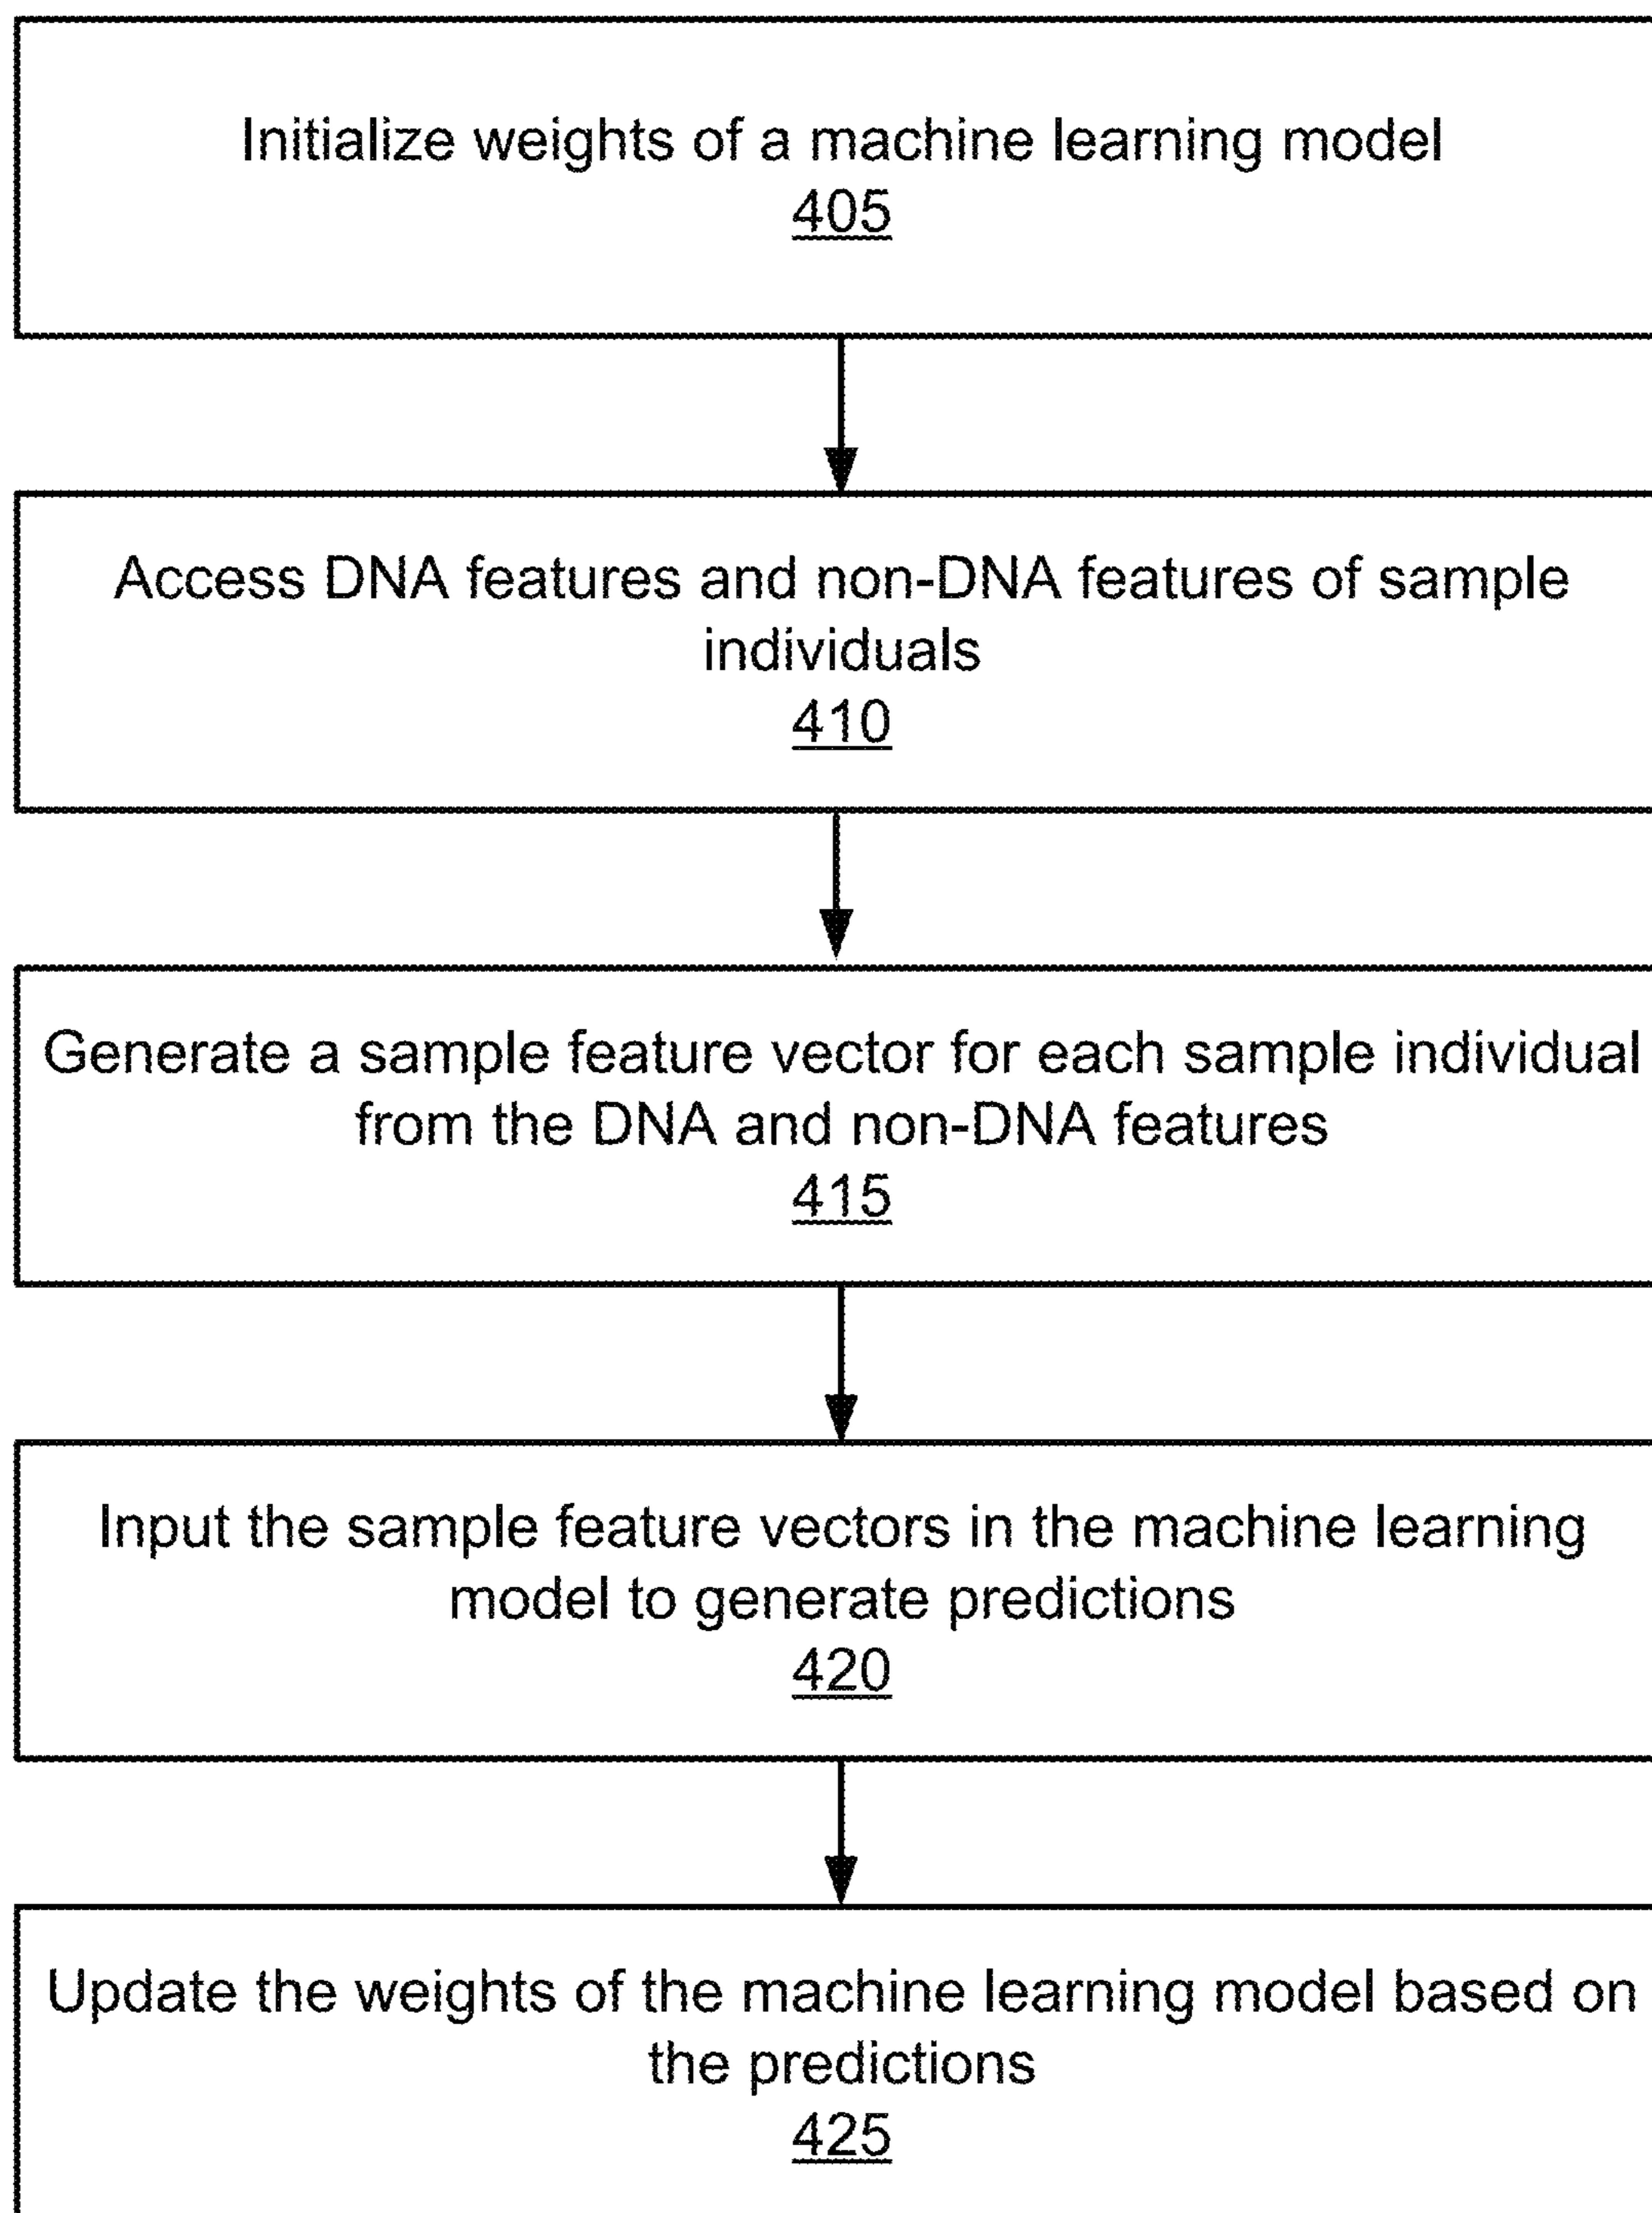 Initialize weights of a machine learning model
405
Access DNA features and non-DNA features of sample
individuals
410
Generate a sample feature vector for each sample individual
from the DNA and non-DNA features
415
Input the sample feature vectors in the machine learning
model to generate predictions
420
Update the weights of the machine learning model based on
the predictions
425